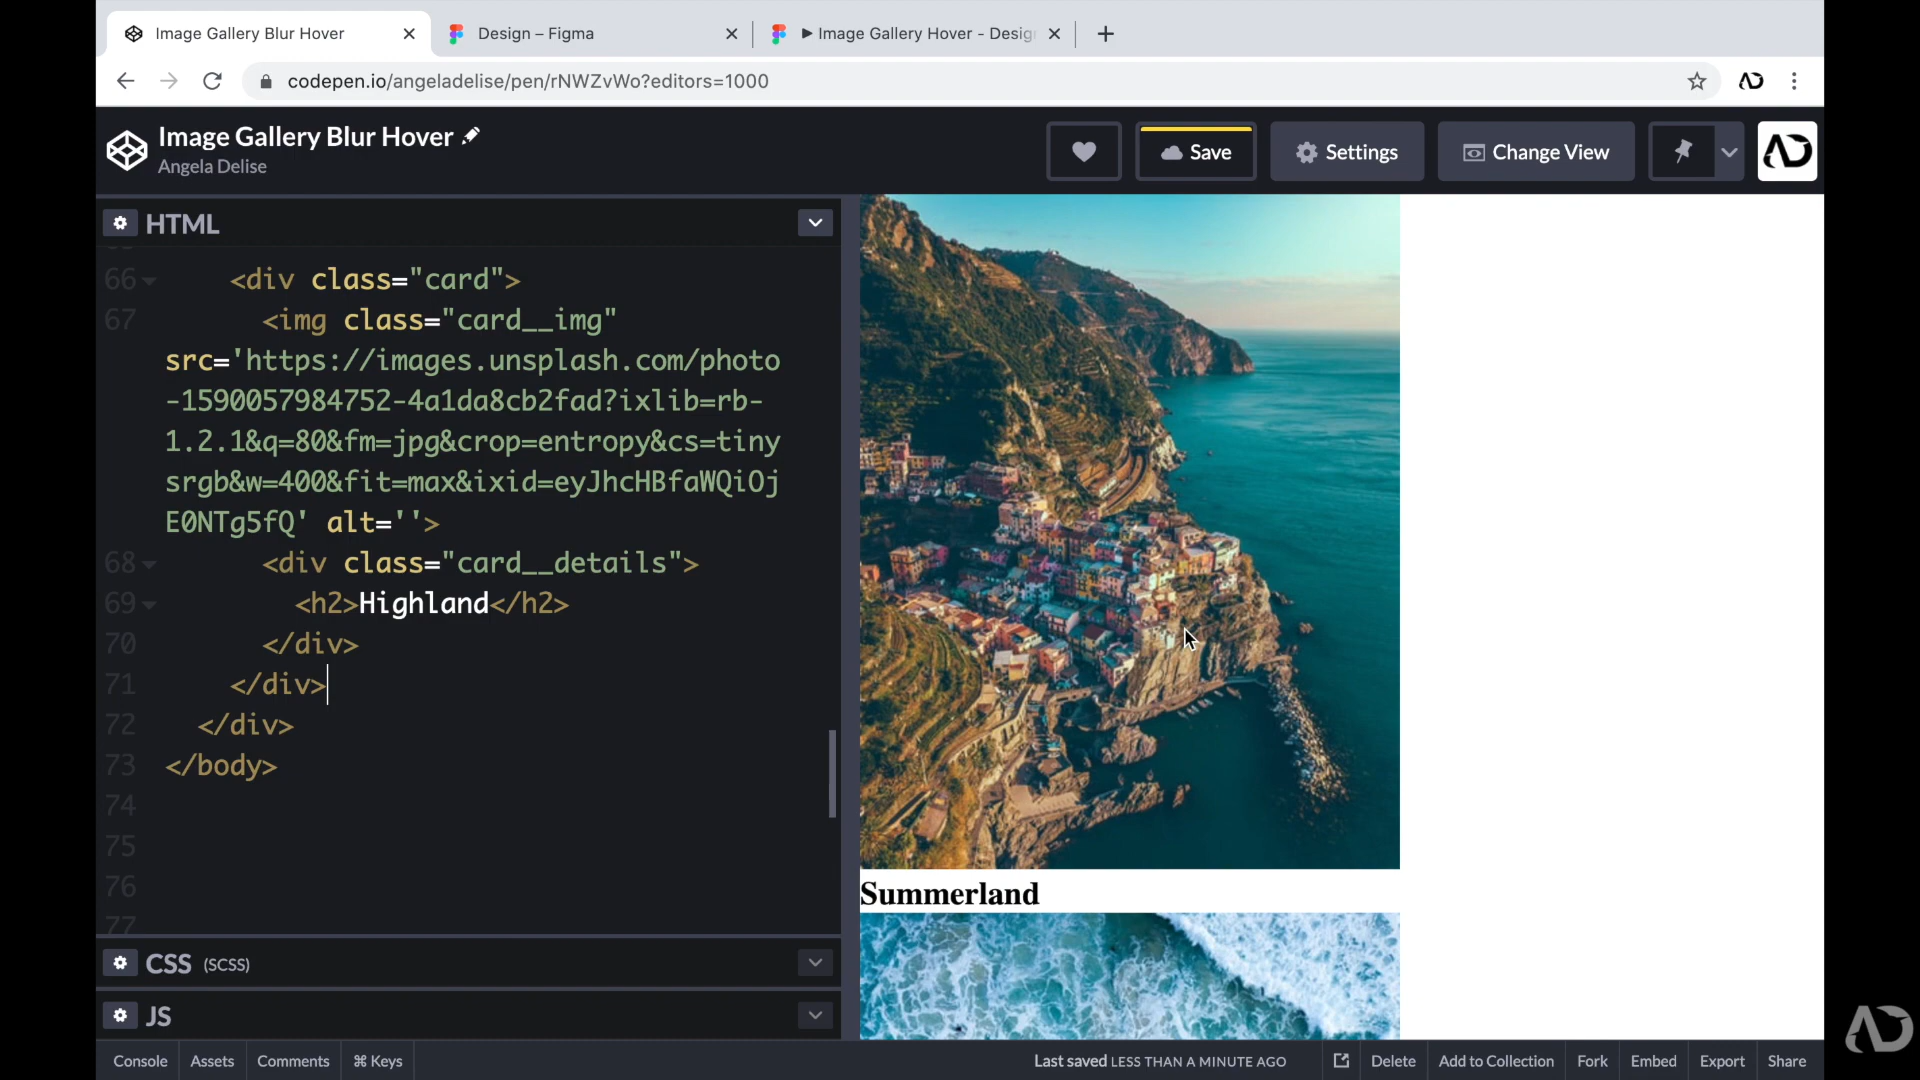 Image Gallery Blur Hover
Design – Figma
Image Gallery Hover - Desig
codepen.io/angeladelise/pen/rNWZvWo?editors=1000
Image Gallery Blur Hover
Angela Delise
Save
Settings
Change View
HTML
66 <div class="card">
67 <img class="card__img"
src='https://images.unsplash.com/photo
-1590057984752-4a1da8cb2fad?ixlib=rb-
1.2.1&q=80&fm=jpg&crop=entropy&cs=tiny
srgb&w=400&fit=max&ixid=eyJhcHBfaWQiOj
E0NTg5fQ' alt=''>
68 <div class="card__details">
69 <h2>Highland</h2>
70 </div>
71 </div>
72 </div>
73 </body>
74
75
76
77
Summerland
CSS (SCSS)
JS
Console Assets Comments ⌘ Keys Last saved LESS THAN A MINUTE AGO Delete Add to Collection Fork Embed Export Share